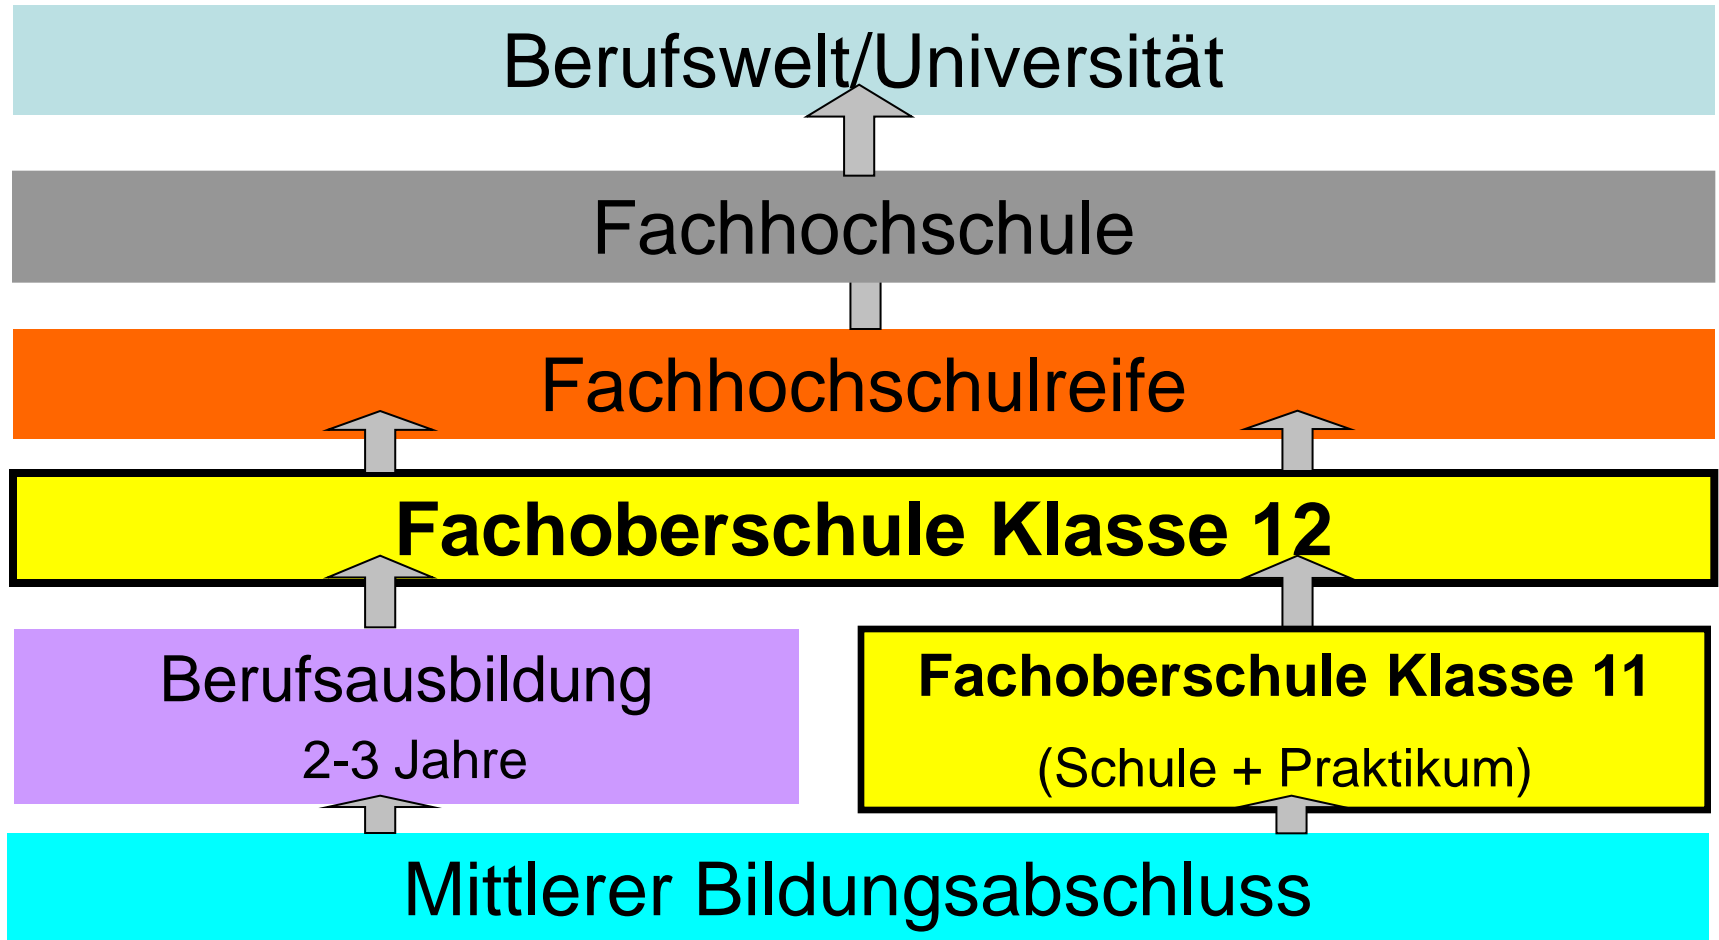 Berufswelt/Universität
Fachhochschule
Fachhochschulreife
Fachoberschule Klasse 12
Berufsausbildung
2-3 Jahre
Fachoberschule Klasse 11
(Schule + Praktikum)
Mittlerer Bildungsabschluss